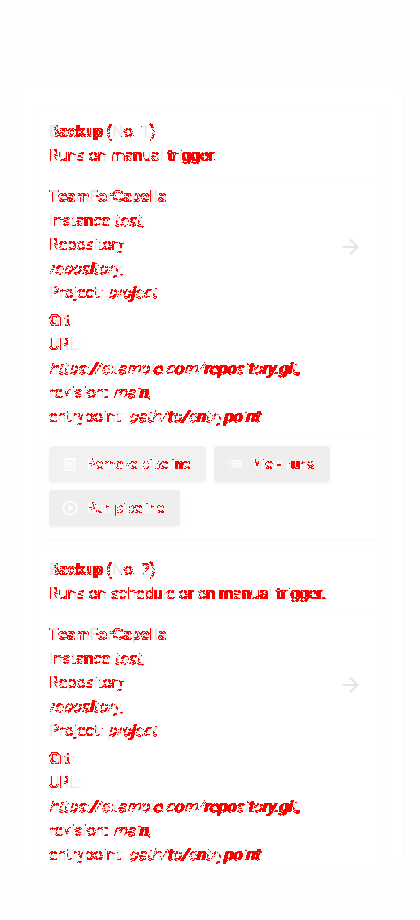 Backup (No. 1)
Runs on manual trigger.
TeamForCapella
Instance test,
Repository
repository,
Project: project
Git
URL:
https://example.com/repository.git,
revision: main,
entrypoint: path/to/entrypoint
Remove pipeline
View runs
Run pipeline
Backup (No. 2)
Runs on schedule or on manual trigger.
TeamForCapella
Instance test,
Repository
repository,
Project: project
Git
URL:
https://example.com/repository.git,
revision: main,
entrypoint: path/to/entrypoint